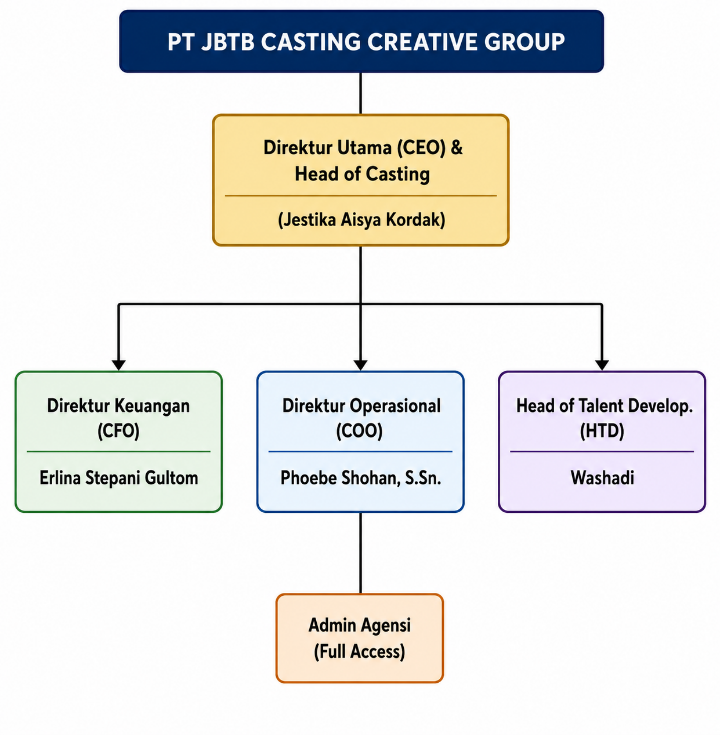 PT JBTB CASTING CREATIVE GROUP
Direktur Utama (CEO) &
Head of Casting
(Jestika Aisya Kordak)
Direktur Keuangan
(CFO)
Erlina Stepani Gultom
Direktur Operasional
(COO)
Phoebe Shohan, S.Sn.
Head of Talent Develop.
(HTD)
Washadi
Admin Agensi
(Full Access)